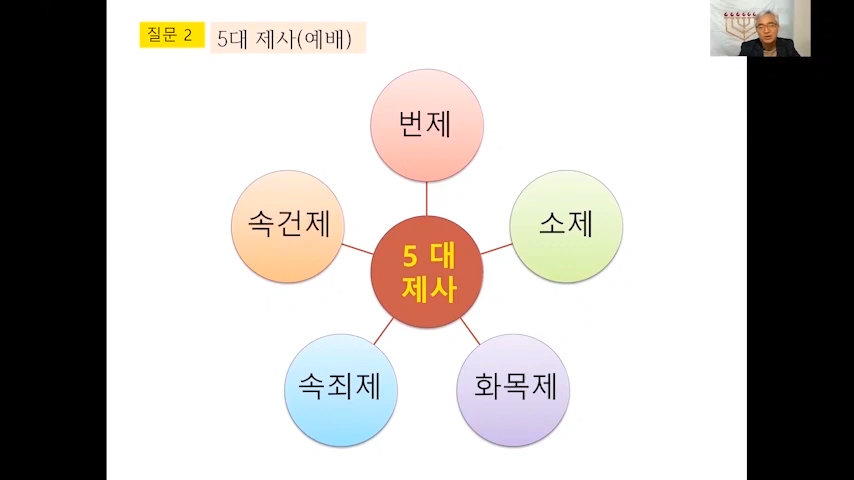 질문 2
5대 제사(예배)
번제
속건제
소제
5 대
제사
속죄제
화목제